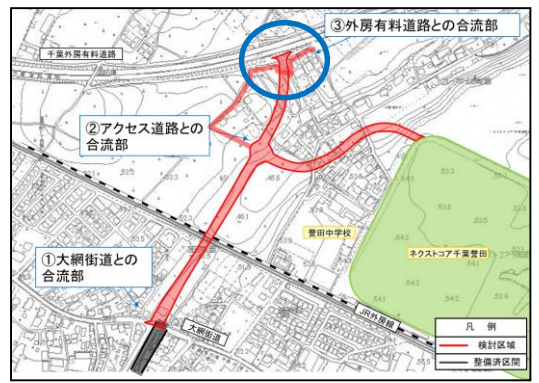 ③外房有料道路との合流部
千葉外房有料道路
②アクセス道路との
合流部
誉田中学校
ネクストコア千葉誉田
①大網街道との
合流部
大網街道
JR外房線
凡 例
検討区域
整備済区間